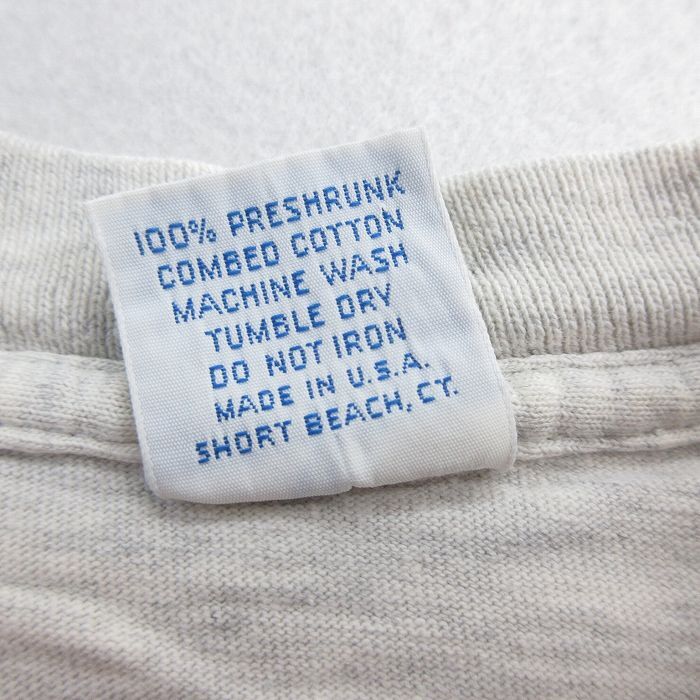 100% PRESHRUNK
COMBED COTTON
MACHINE WASH
TUMBLE DRY
DO NOT IRON
MADE IN U.S.A.
SHORT BEACH, CT.